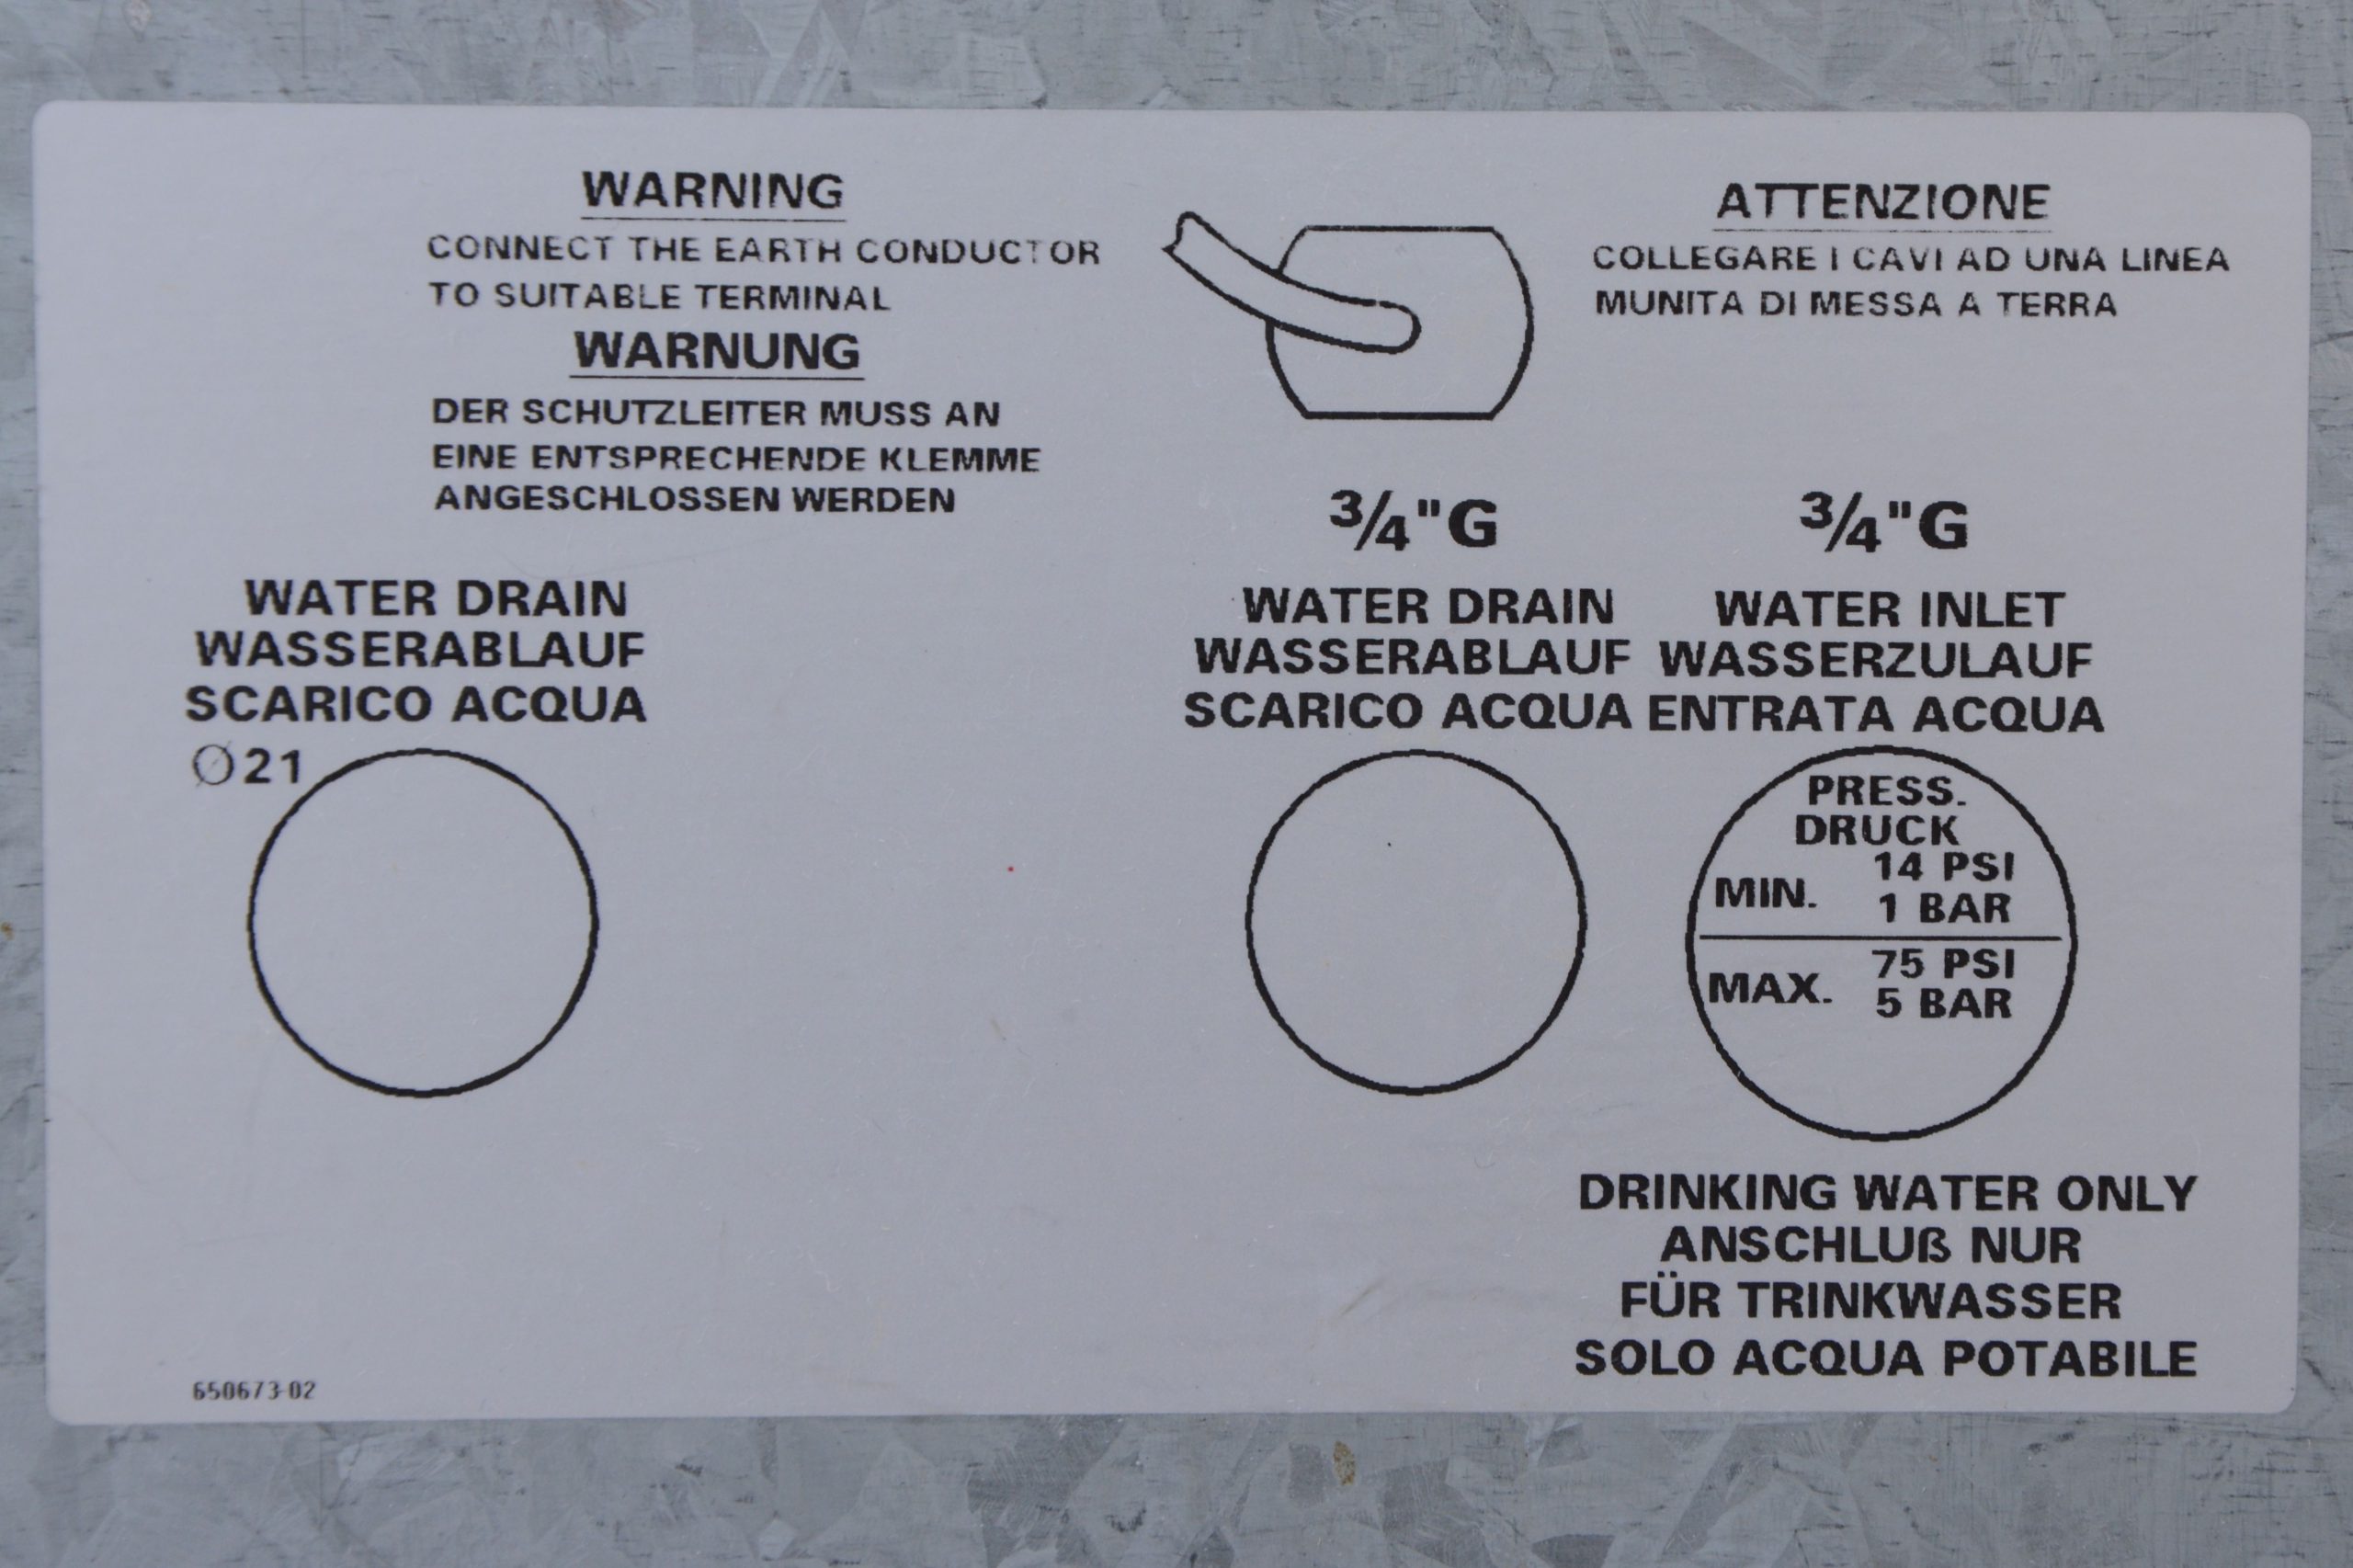 WARNING
CONNECT THE EARTH CONDUCTOR
TO SUITABLE TERMINAL
WARNUNG
DER SCHUTZLEITER MUSS AN
EINE ENTSPRECHENDE KLEMME
ANGESCHLOSSEN WERDEN
ATTENZIONE
COLLEGARE I CAVI AD UNA LINEA
MUNITA DI MESSA A TERRA
WATER DRAIN
WASSERABLAUF
SCARICO ACQUA
Ø21
3/4"G
WATER DRAIN
WASSERABLAUF
SCARICO ACQUA
3/4"G
WATER INLET
WASSERZULAUF
ENTRATA ACQUA
PRESS.
DRUCK
MIN. 14 PSI
1 BAR
MAX. 75 PSI
5 BAR
DRINKING WATER ONLY
ANSCHLUß NUR
FÜR TRINKWASSER
SOLO ACQUA POTABILE
650673-02